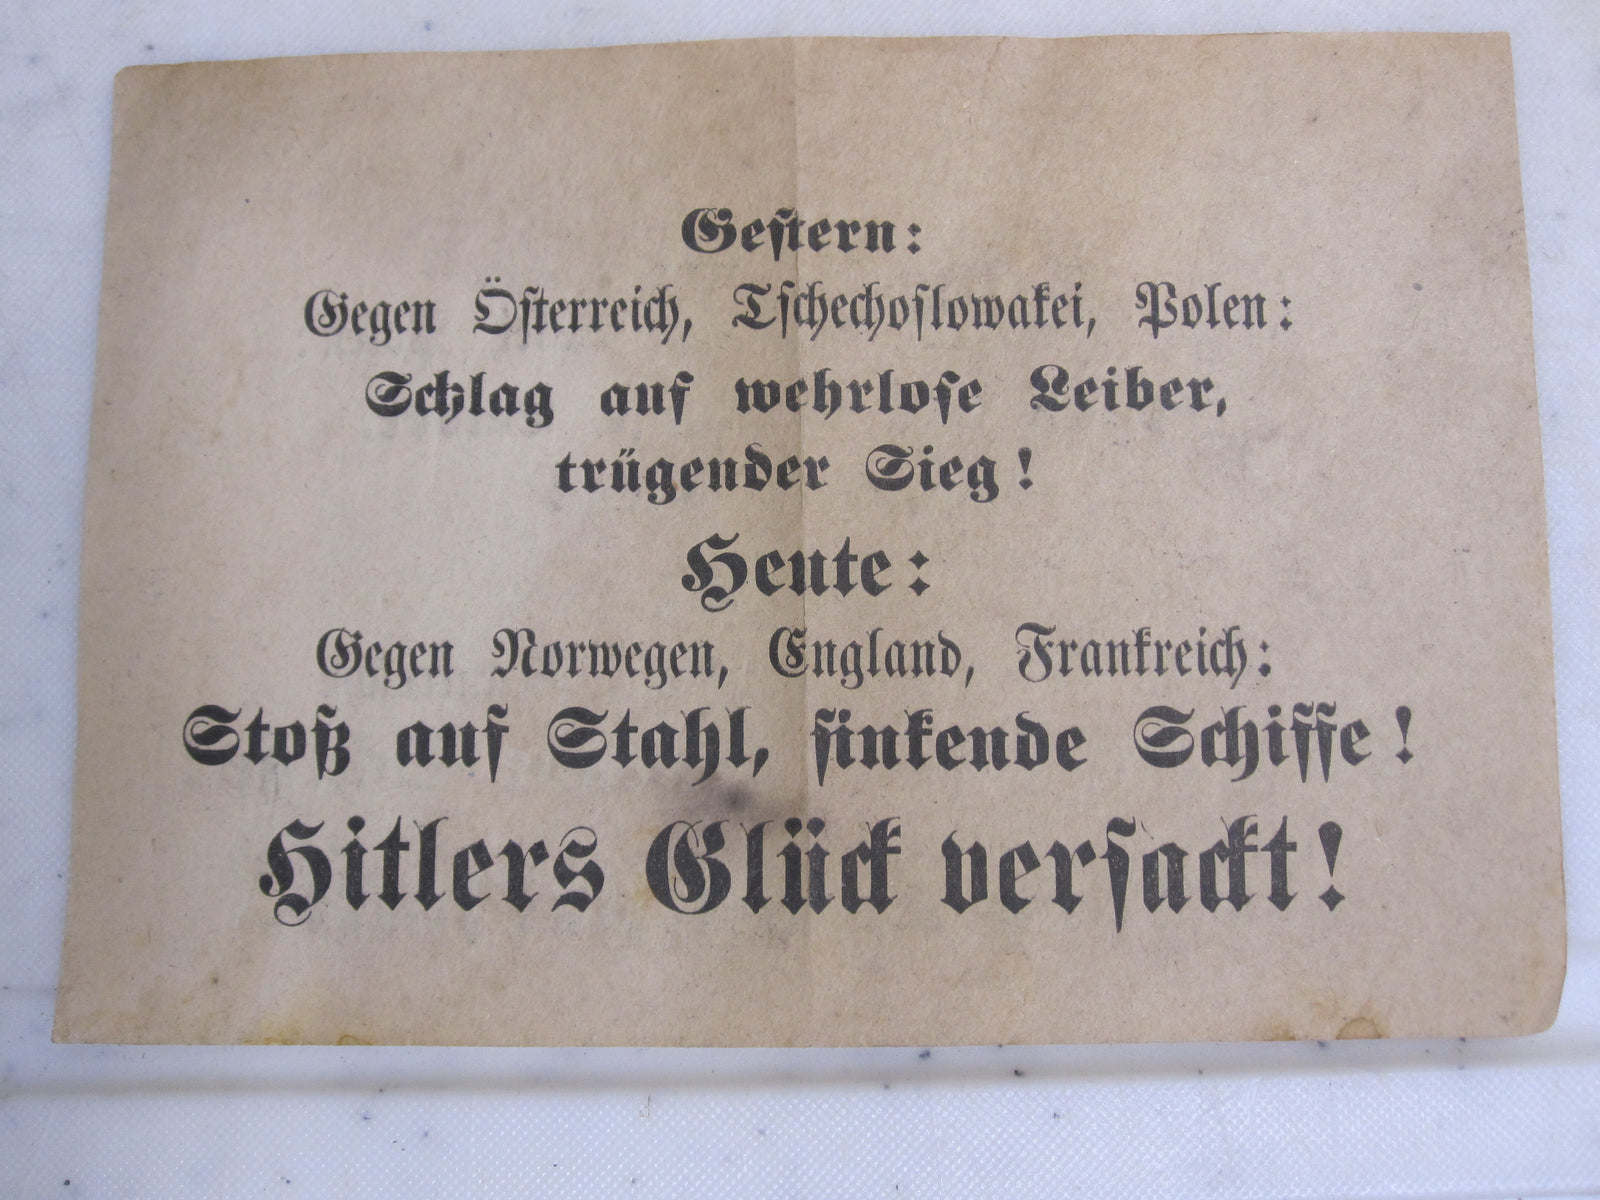 Gestern:
Gegen Österreich, Tschechoslowakei, Polen:
Schlag auf wehrlose Leiber,
trügender Sieg!
Heute:
Gegen Norwegen, England, Frankreich:
Stoß auf Stahl, sinkende Schiffe!
Hitlers Glück versackt!